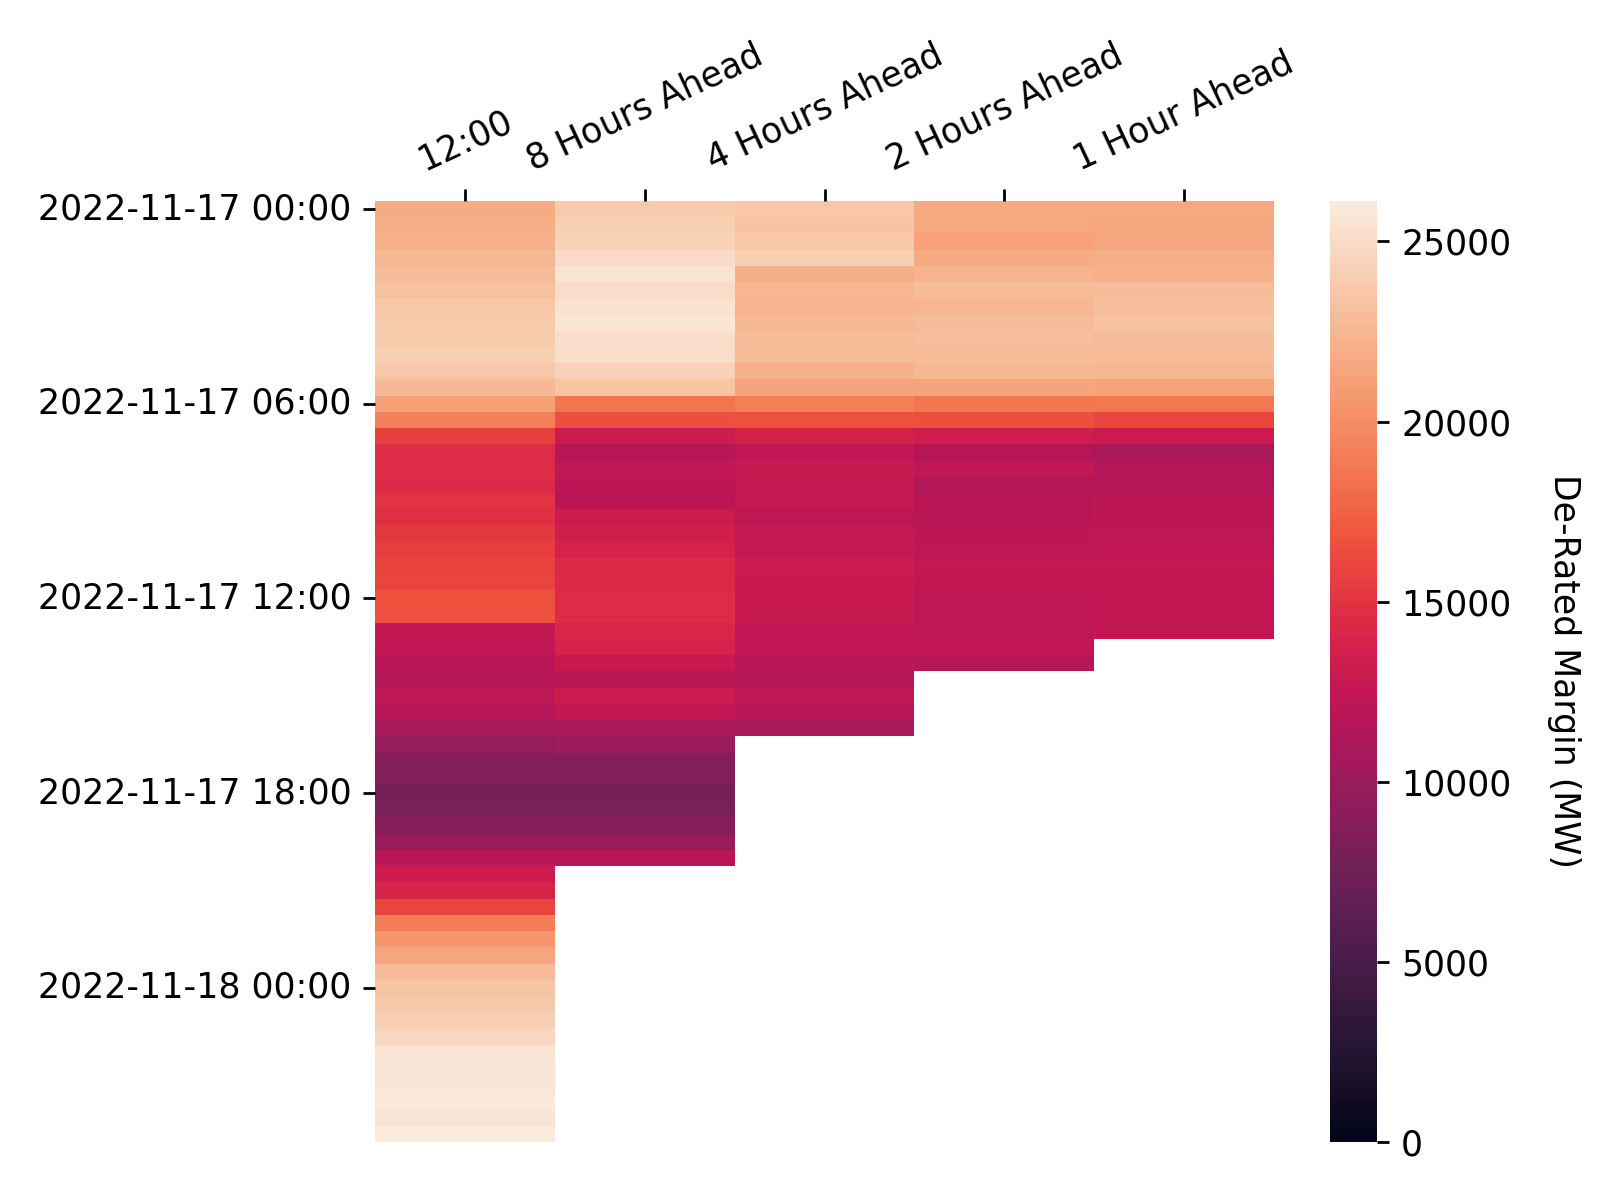 12:00
8 Hours Ahead
4 Hours Ahead
2 Hours Ahead
1 Hour Ahead
2022-11-17 00:00
2022-11-17 06:00
2022-11-17 12:00
2022-11-17 18:00
2022-11-18 00:00
25000
20000
15000
10000
5000
0
De-Rated Margin (MW)